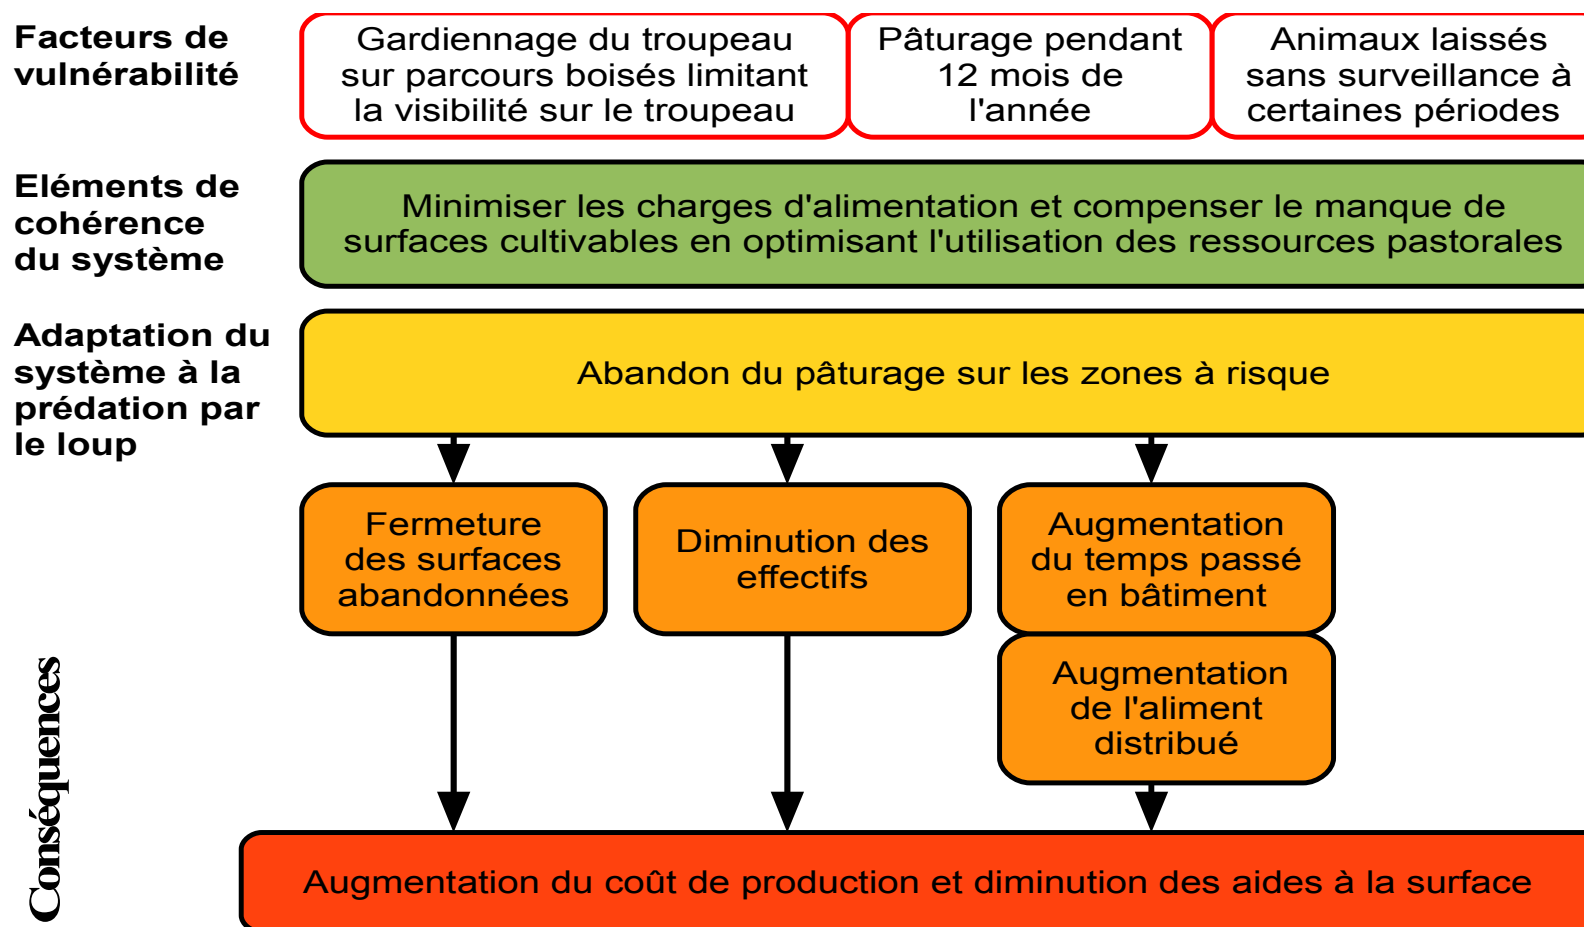 Facteurs de
vulnérabilité
Gardiennage du troupeau
sur parcours boisés limitant
la visibilité sur le troupeau
Pâturage pendant
12 mois de
l'année
Animaux laissés
sans surveillance à
certaines périodes
Eléments de
cohérence
du système
Minimiser les charges d'alimentation et compenser le manque de
surfaces cultivables en optimisant l'utilisation des ressources pastorales
Adaptation du
système à la
prédation par
le loup
Abandon du pâturage sur les zones à risque
Fermeture
des surfaces
abandonnées
Diminution des
effectifs
Augmentation
du temps passé
en bâtiment
Augmentation
de l'aliment
distribué
Conséquences
Augmentation du coût de production et diminution des aides à la surface